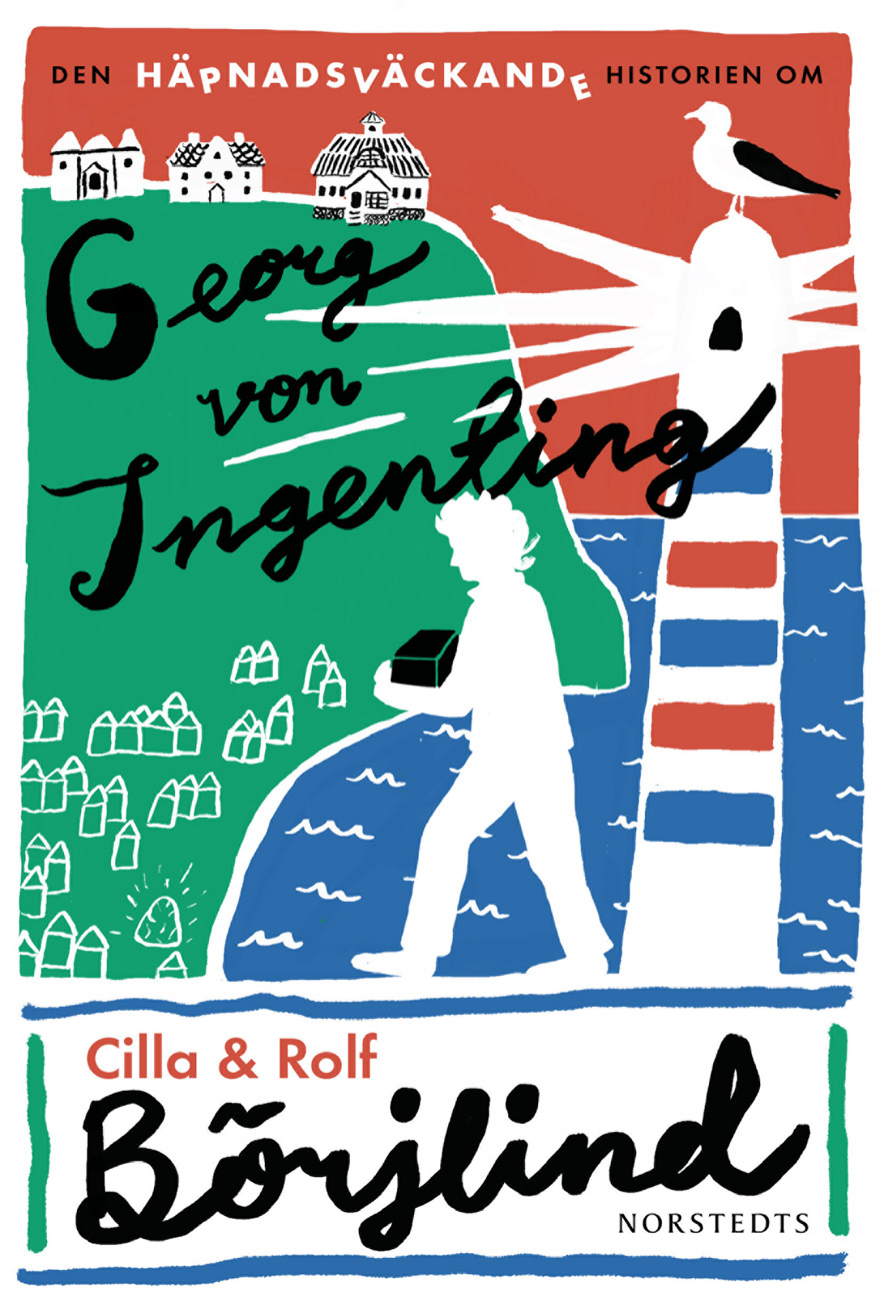 DEN HÄPNADSVÄCKANDE HISTORIEN OM
Georg
von
Ingenting
Cilla & Rolf
Börjlind
NORSTEDTS